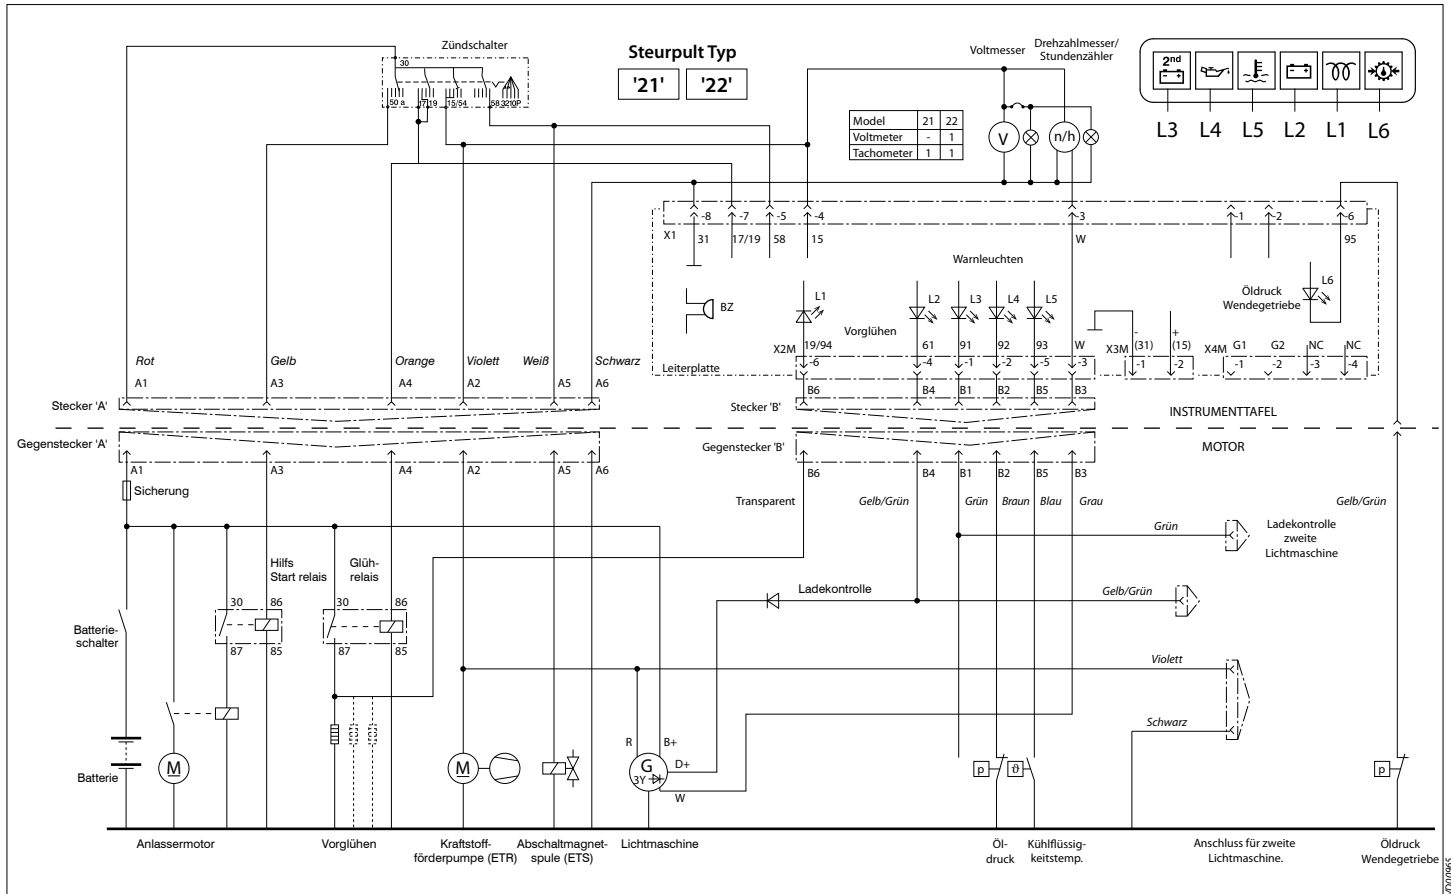 Zündschalter
30
50 a
17
19
15/54
58
3210P
Steurpult Typ
'21'
'22'
Voltmesser
Drehzahlmesser/
Stundenzähler
V
n/h
Model 21 22
Voltmeter - 1
Tachometer 1 1
2nd
L3 L4 L5 L2 L1 L6
X1
-8 -7 -5 -4 -3 -1 -2 -6
31 17/19 58 15 W 95
Warnleuchten
BZ
L1 L2 L3 L4 L5
Öldruck
Wendegetriebe
L6
Vorglühen
X2M 19/94 61 91 92 93 W
-6 -4 -1 -2 -5 -3
Leiterplatte
X3M
- +
(31) (15)
-1 -2
X4M G1 G2 NC NC
-1 -2 -3 -4
Rot Gelb Orange Violett Weiß Schwarz
A1 A3 A4 A2 A5 A6
B6 B4 B1 B2 B5 B3
Stecker 'A'
Stecker 'B'
INSTRUMENTTAFEL
Gegenstecker 'A'
Gegenstecker 'B'
MOTOR
A1 A3 A4 A2 A5 A6
B6 B4 B1 B2 B5 B3
Sicherung
Transparent
Gelb/Grün
Grün
Braun
Blau
Grau
Gelb/Grün
Grün
Ladekontrolle
zweite
Lichtmaschine
Hilfs
Start relais
Glüh-
relais
30 86
87 85
30 86
87 85
Ladekontrolle
Gelb/Grün
Batterie-
schalter
Violett
Schwarz
Batterie
M
M
R
B+
D+
W
G
3Y
p
ϑ
p
Anlassermotor
Vorglühen
Kraftstoff-
förderpumpe (ETR)
Abschaltmagnet-
spule (ETS)
Lichtmaschine
Öl-
druck
Kühlflüssig-
keitstemp.
Anschluss für zweite
Lichtmaschine.
Öldruck
Wendegetriebe